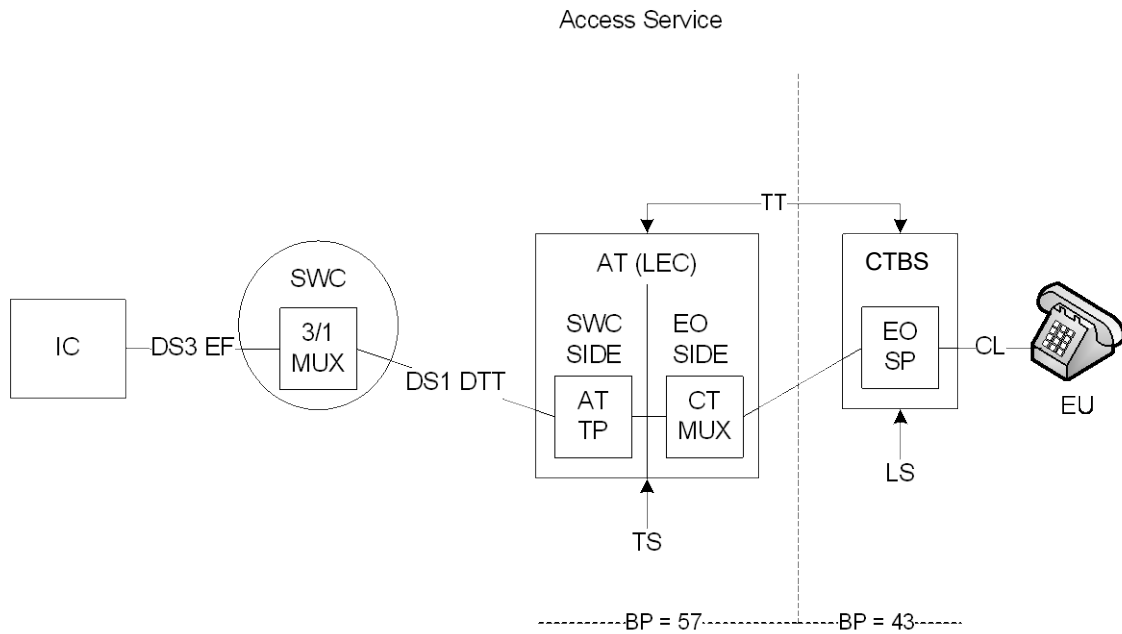 Access Service
TT
AT (LEC)
CTBS
SWC
3/1
MUX
IC
DS3 EF
DS1 DTT
SWC
SIDE
EO
SIDE
AT
TP
CT
MUX
EO
SP
CL
EU
LS
TS
BP = 57
BP = 43